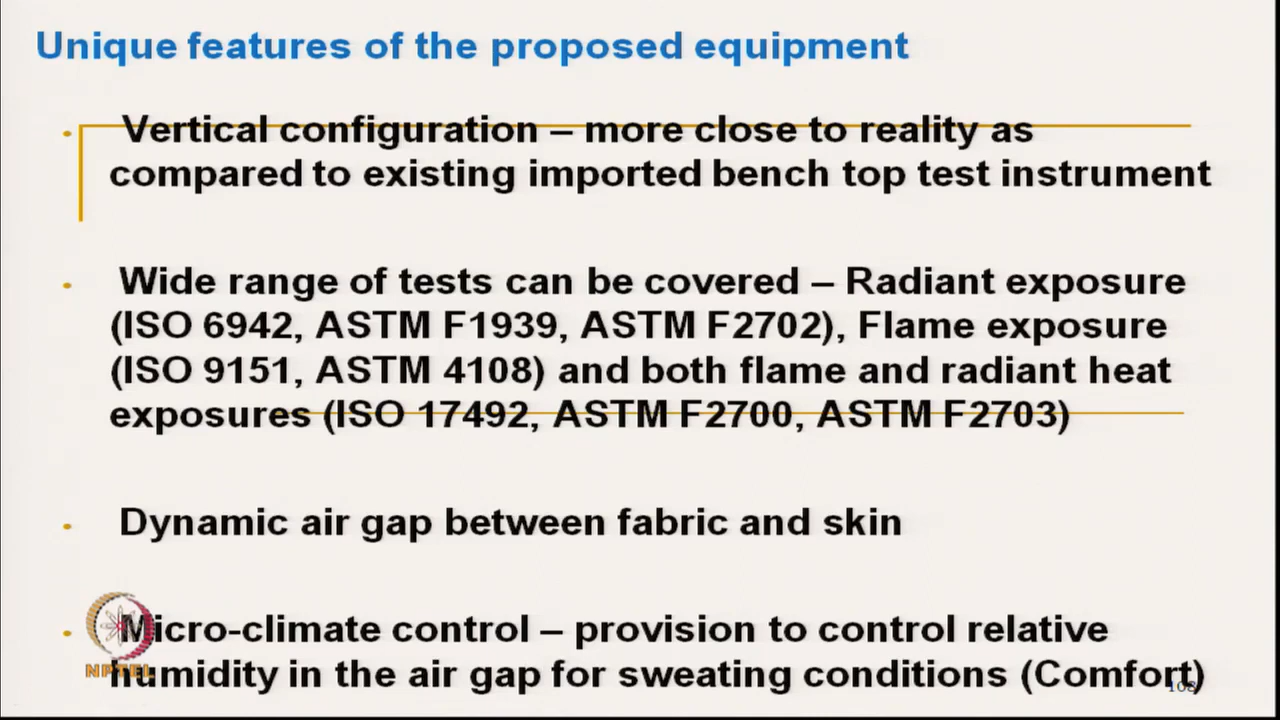 Unique features of the proposed equipment
• Vertical configuration – more close to reality as
compared to existing imported bench top test instrument
• Wide range of tests can be covered – Radiant exposure
(ISO 6942, ASTM F1939, ASTM F2702), Flame exposure
(ISO 9151, ASTM 4108) and both flame and radiant heat
exposures (ISO 17492, ASTM F2700, ASTM F2703)
• Dynamic air gap between fabric and skin
• Micro-climate control – provision to control relative
humidity in the air gap for sweating conditions (Comfort)
NPTEL